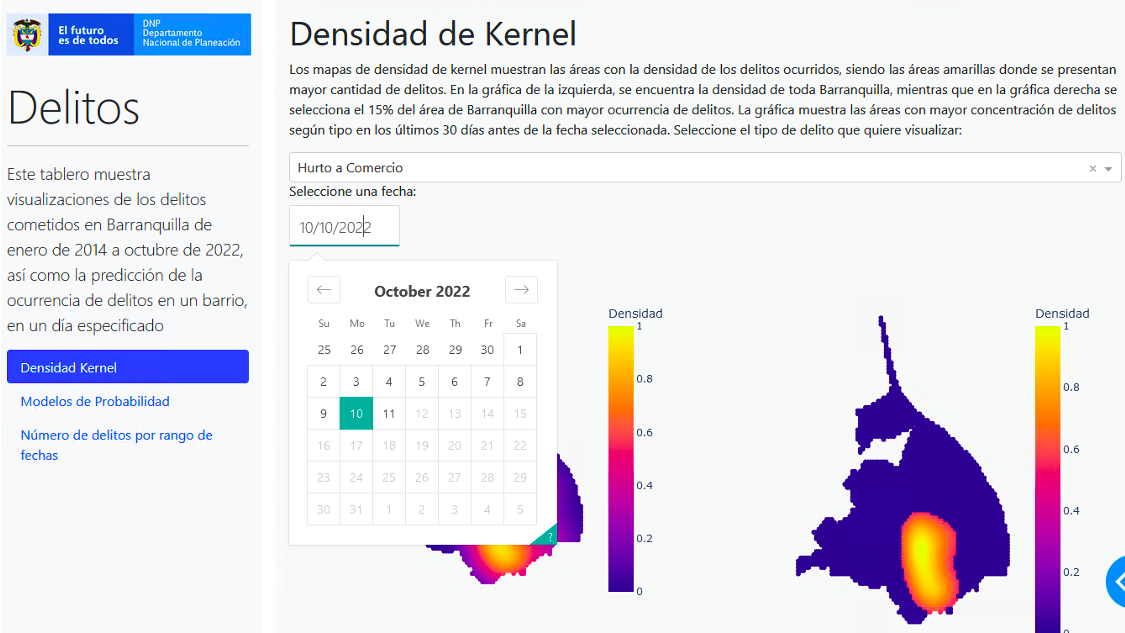 El futuro
es de todos
DNP
Departamento
Nacional de Planeación
Delitos
Este tablero muestra
visualizaciones de los delitos
cometidos en Barranquilla de
enero de 2014 a octubre de 2022,
así como la predicción de la
ocurrencia de delitos en un barrio,
en un día especificado
Densidad Kernel
Modelos de Probabilidad
Número de delitos por rango de
fechas
Densidad de Kernel
Los mapas de densidad de kernel muestran las áreas con la densidad de los delitos ocurridos, siendo las áreas amarillas donde se presentan
mayor cantidad de delitos. En la gráfica de la izquierda, se encuentra la densidad de toda Barranquilla, mientras que en la gráfica derecha se
selecciona el 15% del área de Barranquilla con mayor ocurrencia de delitos. La gráfica muestra las áreas con mayor concentración de delitos
según tipo en los últimos 30 días antes de la fecha seleccionada. Seleccione el tipo de delito que quiere visualizar:
Hurto a Comercio ×
Seleccione una fecha:
10/10/2022
← October 2022 →
Su Mo Tu We Th Fr Sa
25 26 27 28 29 30 1
2 3 4 5 6 7 8
9 10 11 12 13 14 15
16 17 18 19 20 21 22
23 24 25 26 27 28 29
30 31 1 2 3 4 5
?
Densidad
1
0.8
0.6
0.4
0.2
0
Densidad
1
0.8
0.6
0.4
0.2
0